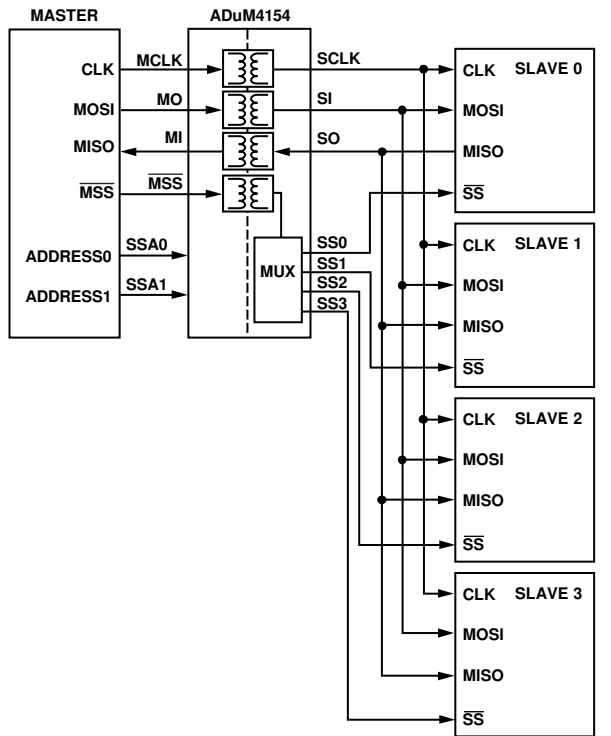 MASTER
ADuM4154
CLK
MCLK
SCLK
CLK
SLAVE 0
MOSI
MO
SI
MOSI
MISO
MI
SO
MISO
MSS
MSS
SS
ADDRESS0
SSA0
ADDRESS1
SSA1
MUX
SS0
SS1
SS2
SS3
CLK
SLAVE 1
MOSI
MISO
SS
CLK
SLAVE 2
MOSI
MISO
SS
CLK
SLAVE 3
MOSI
MISO
SS